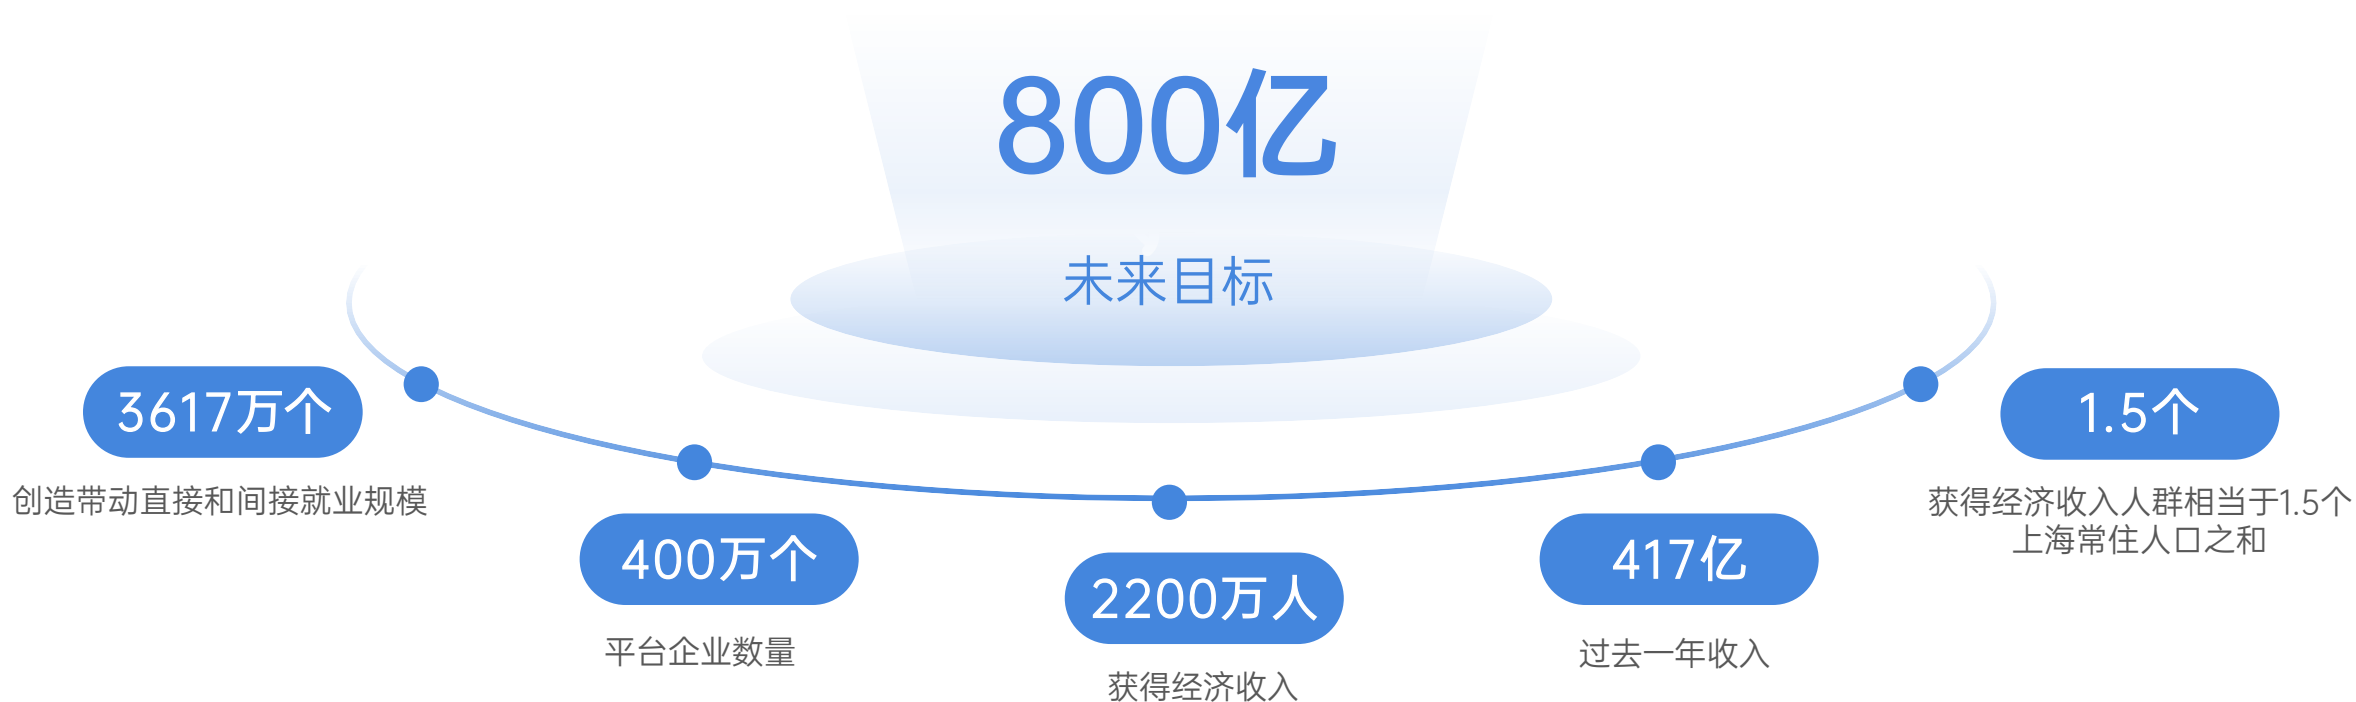 800亿
未来目标
3617万个
创造带动直接和间接就业规模
400万个
平台企业数量
2200万人
获得经济收入
417亿
过去一年收入
1.5个
获得经济收入人群相当于1.5个
上海常住人口之和